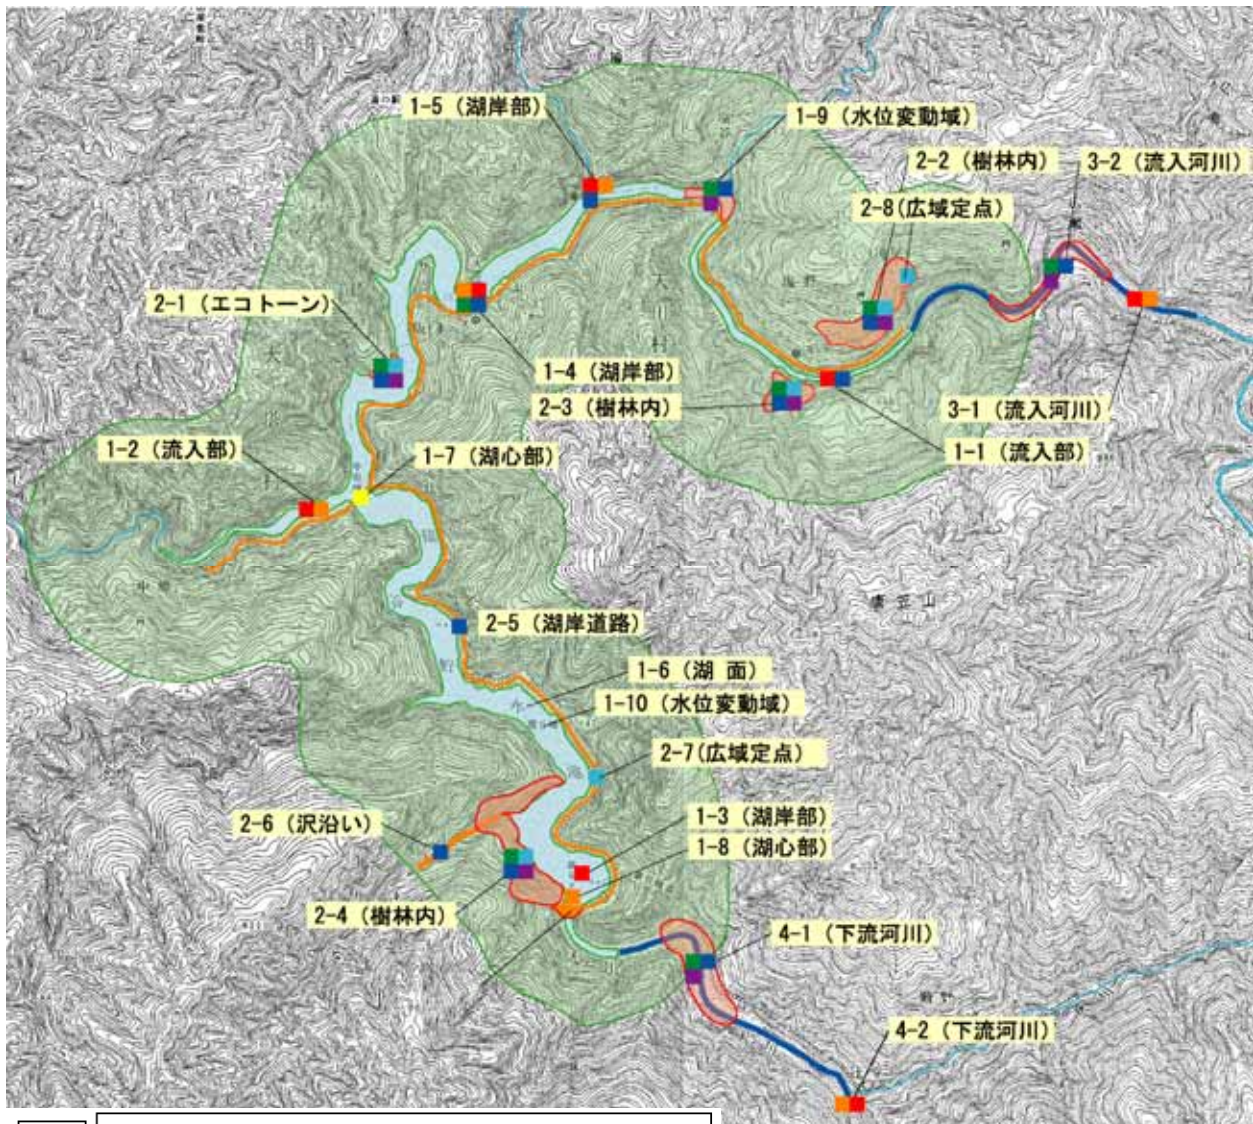 1-5（湖岸部）
1-9（水位変動域）
2-2（樹林内）
3-2（流入河川）
2-8(広域定点)
2-1（エコトーン）
1-4（湖岸部）
2-3（樹林内）
3-1（流入河川）
1-2（流入部）
1-7（湖心部）
1-1（流入部）
2-5（湖岸道路）
1-6（湖 面）
1-10（水位変動域）
2-7(広域定点)
2-6（沢沿い）
1-3（湖岸部）
1-8（湖心部）
2-4（樹林内）
4-1（下流河川）
4-2（下流河川）